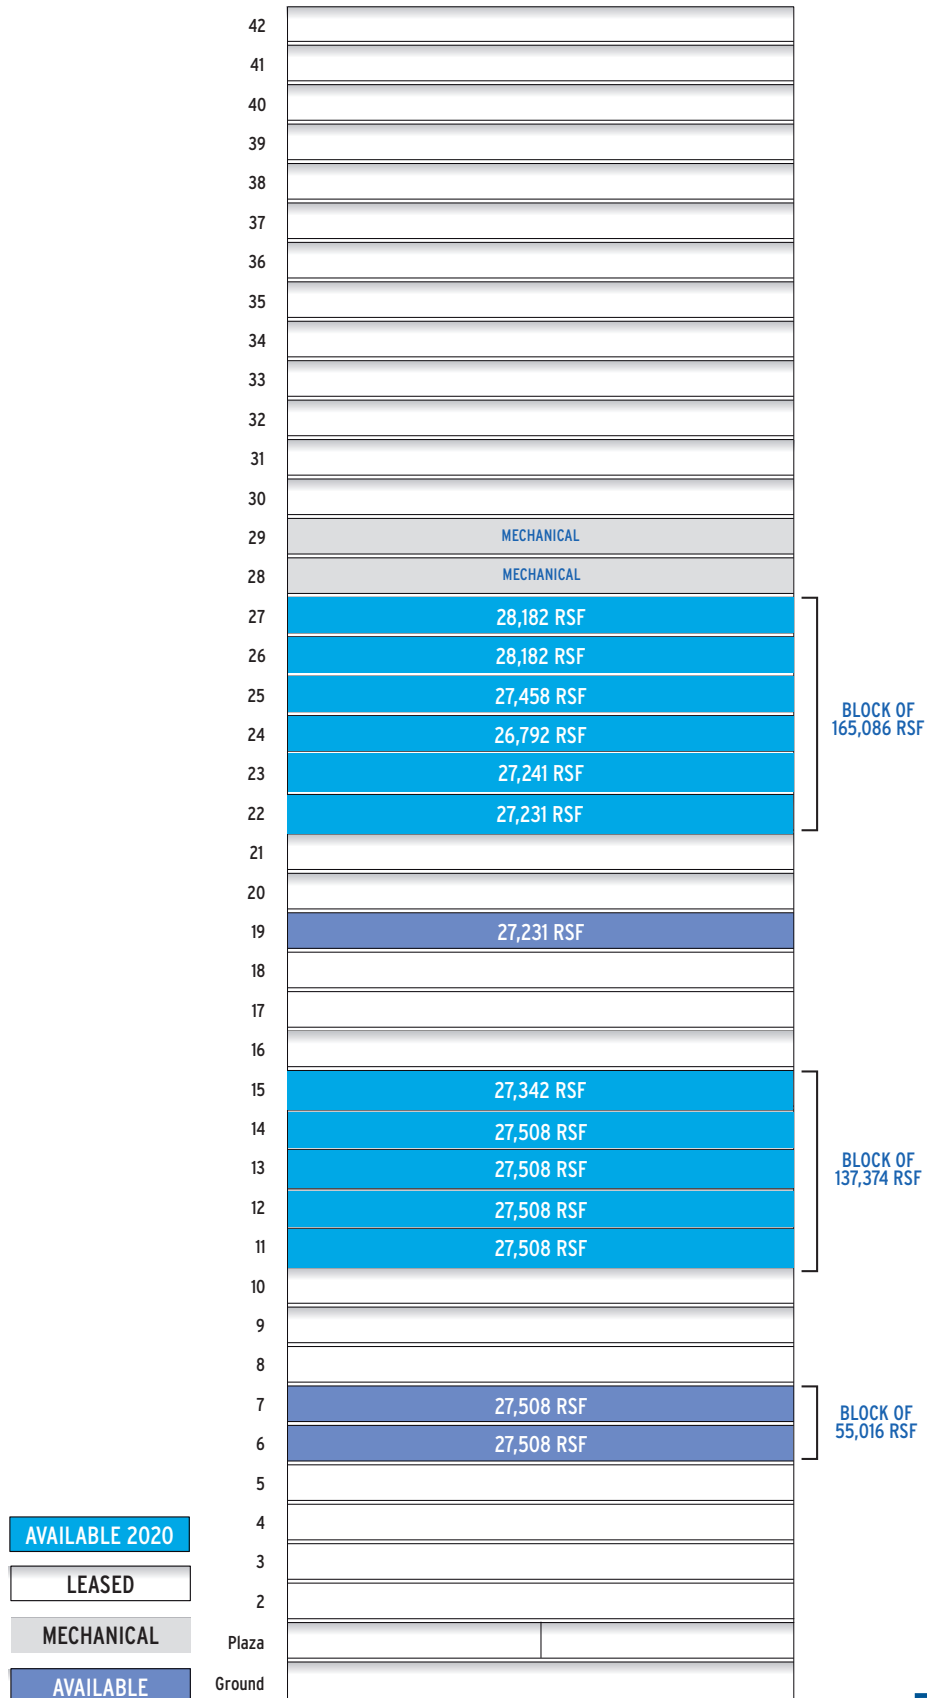 42
41
40
39
38
37
36
35
34
33
32
31
30
29 MECHANICAL
28 MECHANICAL
27 28,182 RSF
26 28,182 RSF
25 27,458 RSF
24 26,792 RSF
23 27,241 RSF
22 27,231 RSF
BLOCK OF
165,086 RSF
21
20
19 27,231 RSF
18
17
16
15 27,342 RSF
14 27,508 RSF
13 27,508 RSF
12 27,508 RSF
11 27,508 RSF
BLOCK OF
137,374 RSF
10
9
8
7 27,508 RSF
6 27,508 RSF
BLOCK OF
55,016 RSF
5
4
3
2
Plaza
Ground
AVAILABLE 2020
LEASED
MECHANICAL
AVAILABLE